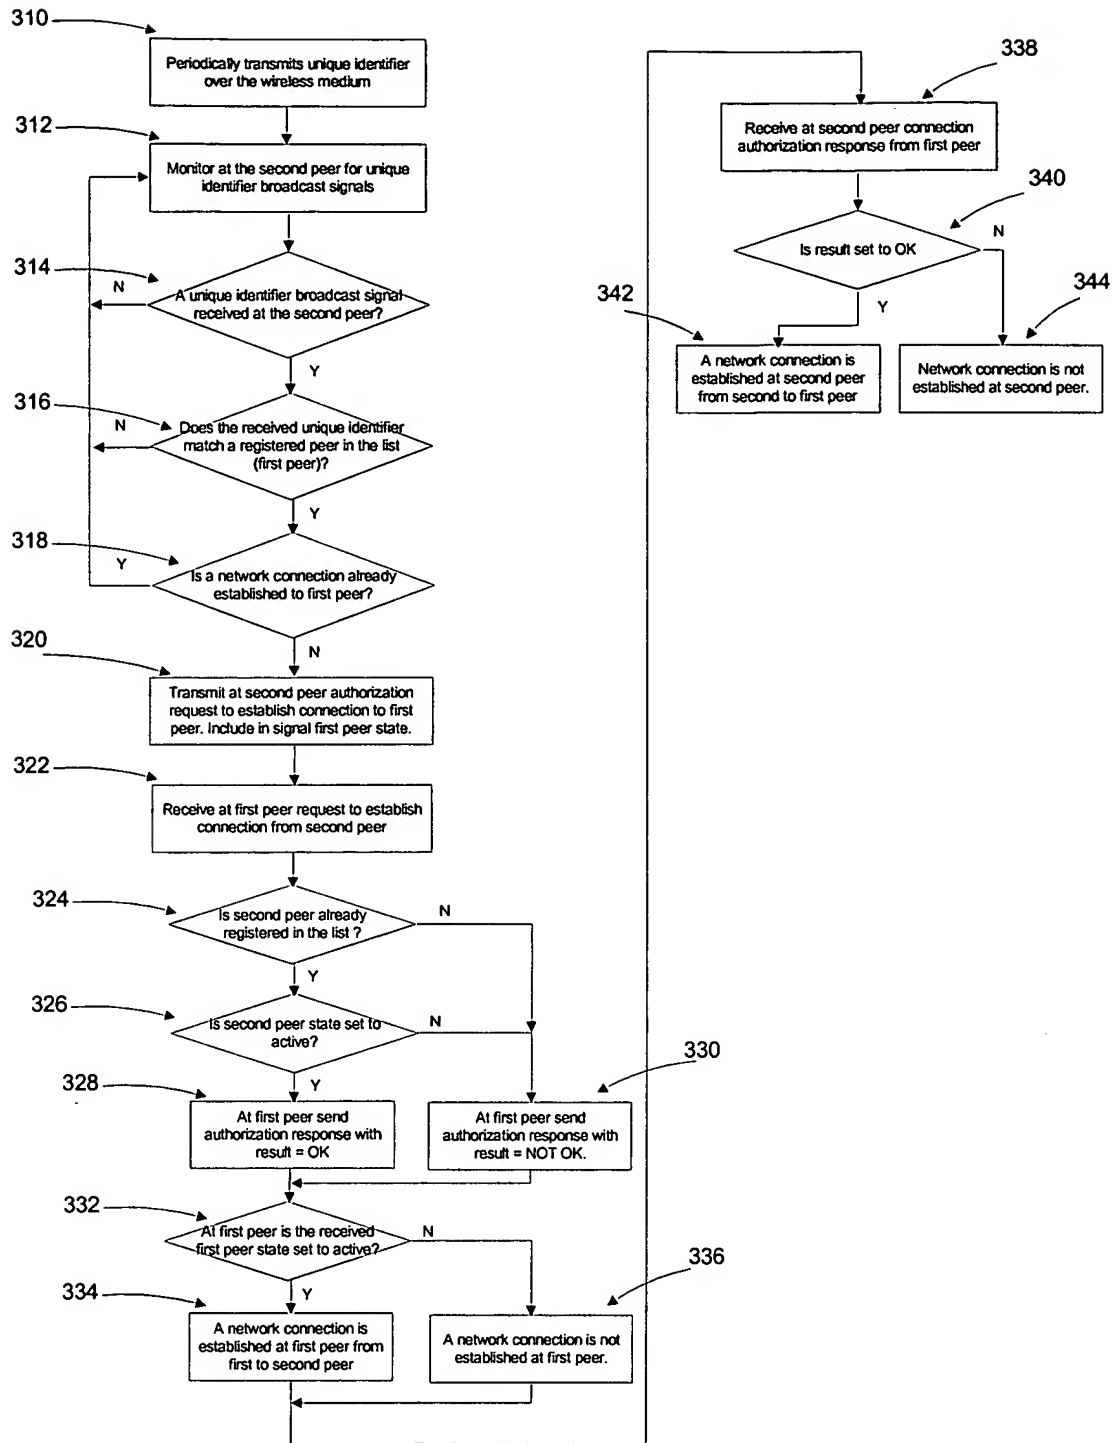 310
Periodically transmits unique identifier
over the wireless medium
312
Monitor at the second peer for unique
identifier broadcast signals
314
N
A unique identifier broadcast signal
received at the second peer?
Y
316
N
Does the received unique identifier
match a registered peer in the list
(first peer)?
Y
318
Y
Is a network connection already
established to first peer?
N
320
Transmit at second peer authorization
request to establish connection to first
peer. Include in signal first peer state.
322
Receive at first peer request to establish
connection from second peer
324
Is second peer already
registered in the list ?
N
Y
326
Is second peer state set to
active?
N
Y
328
At first peer send
authorization response with
result = OK
330
At first peer send
authorization response with
result = NOT OK.
332
At first peer is the received
first peer state set to active?
N
Y
334
A network connection is
established at first peer from
first to second peer
336
A network connection is not
established at first peer.
338
Receive at second peer connection
authorization response from first peer
340
Is result set to OK
N
Y
342
A network connection is
established at second peer
from second to first peer
344
Network connection is not
established at second peer.